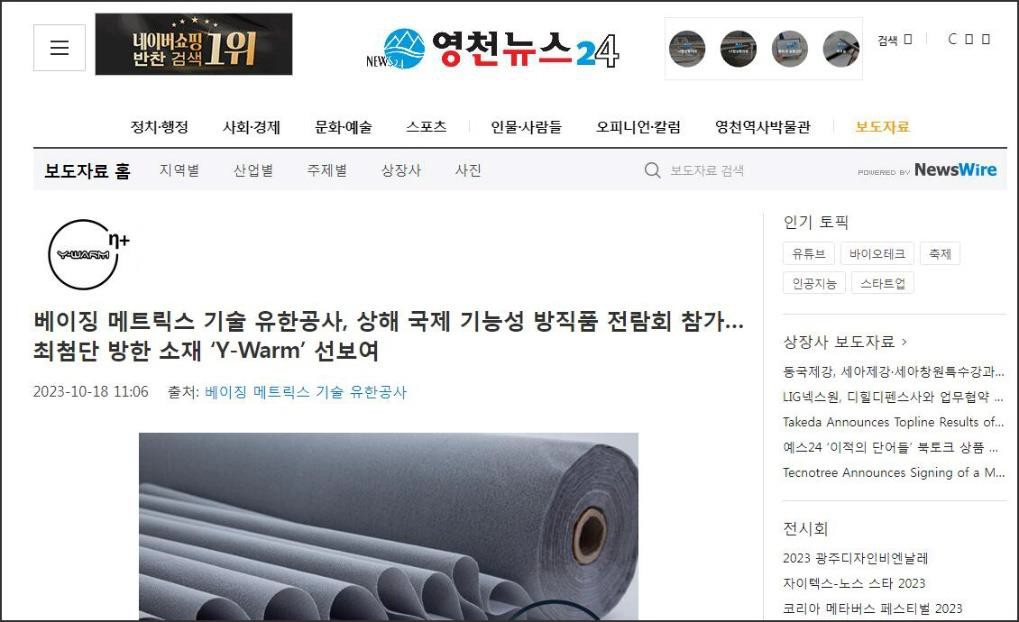 네이버쇼핑
반찬 검색 1위
NEWS24 영천뉴스24
검색
정치·행정 사회·경제 문화·예술 스포츠 인물·사람들 오피니언·칼럼 영천역사박물관 보도자료
보도자료 홈 지역별 산업별 주제별 상장사 사진 보도자료 검색 POWERED BY NewsWire
Y-WARM n+
베이징 메트릭스 기술 유한공사, 상해 국제 기능성 방직품 전람회 참가…
최첨단 방한 소재 ‘Y-Warm’ 선보여
2023-10-18 11:06 출처: 베이징 메트릭스 기술 유한공사
인기 토픽
유튜브 바이오테크 축제
인공지능 스타트업
상장사 보도자료 ›
동국제강, 세아제강·세아창원특수강과...
LIG넥스원, 디힐디펜스사와 업무협약 ...
Takeda Announces Topline Results of...
예스24 ‘이적의 단어들’ 북토크 상품 ...
Tecnotree Announces Signing of a M...
전시회
2023 광주디자인비엔날레
자이텍스-노스 스타 2023
코리아 메타버스 페스티벌 2023